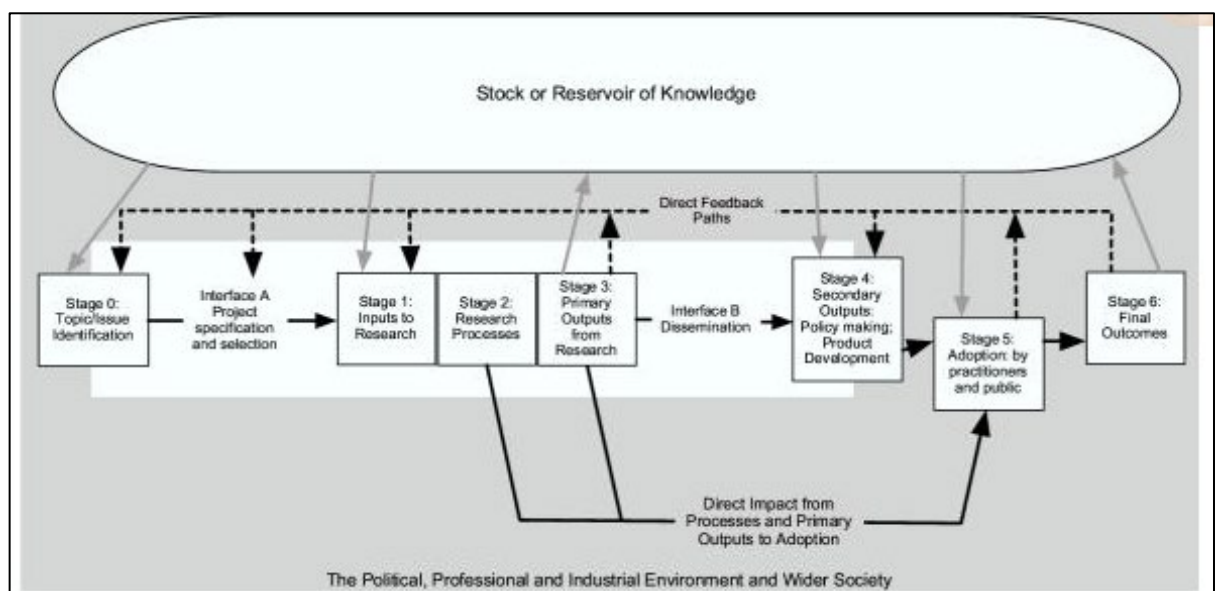 Stock or Reservoir of Knowledge
Direct Feedback
Paths
Stage 0:
Topic/Issue
Identification
Interface A
Project
specification
and selection
Stage 1:
Inputs to
Research
Stage 2:
Research
Processes
Stage 3:
Primary
Outputs
from
Research
Interface B
Dissemination
Stage 4:
Secondary
Outputs:
Policy making;
Product
Development
Stage 5:
Adoption: by
practitioners
and public
Stage 6:
Final
Outcomes
Direct Impact from
Processes and Primary
Outputs to Adoption
The Political, Professional and Industrial Environment and Wider Society